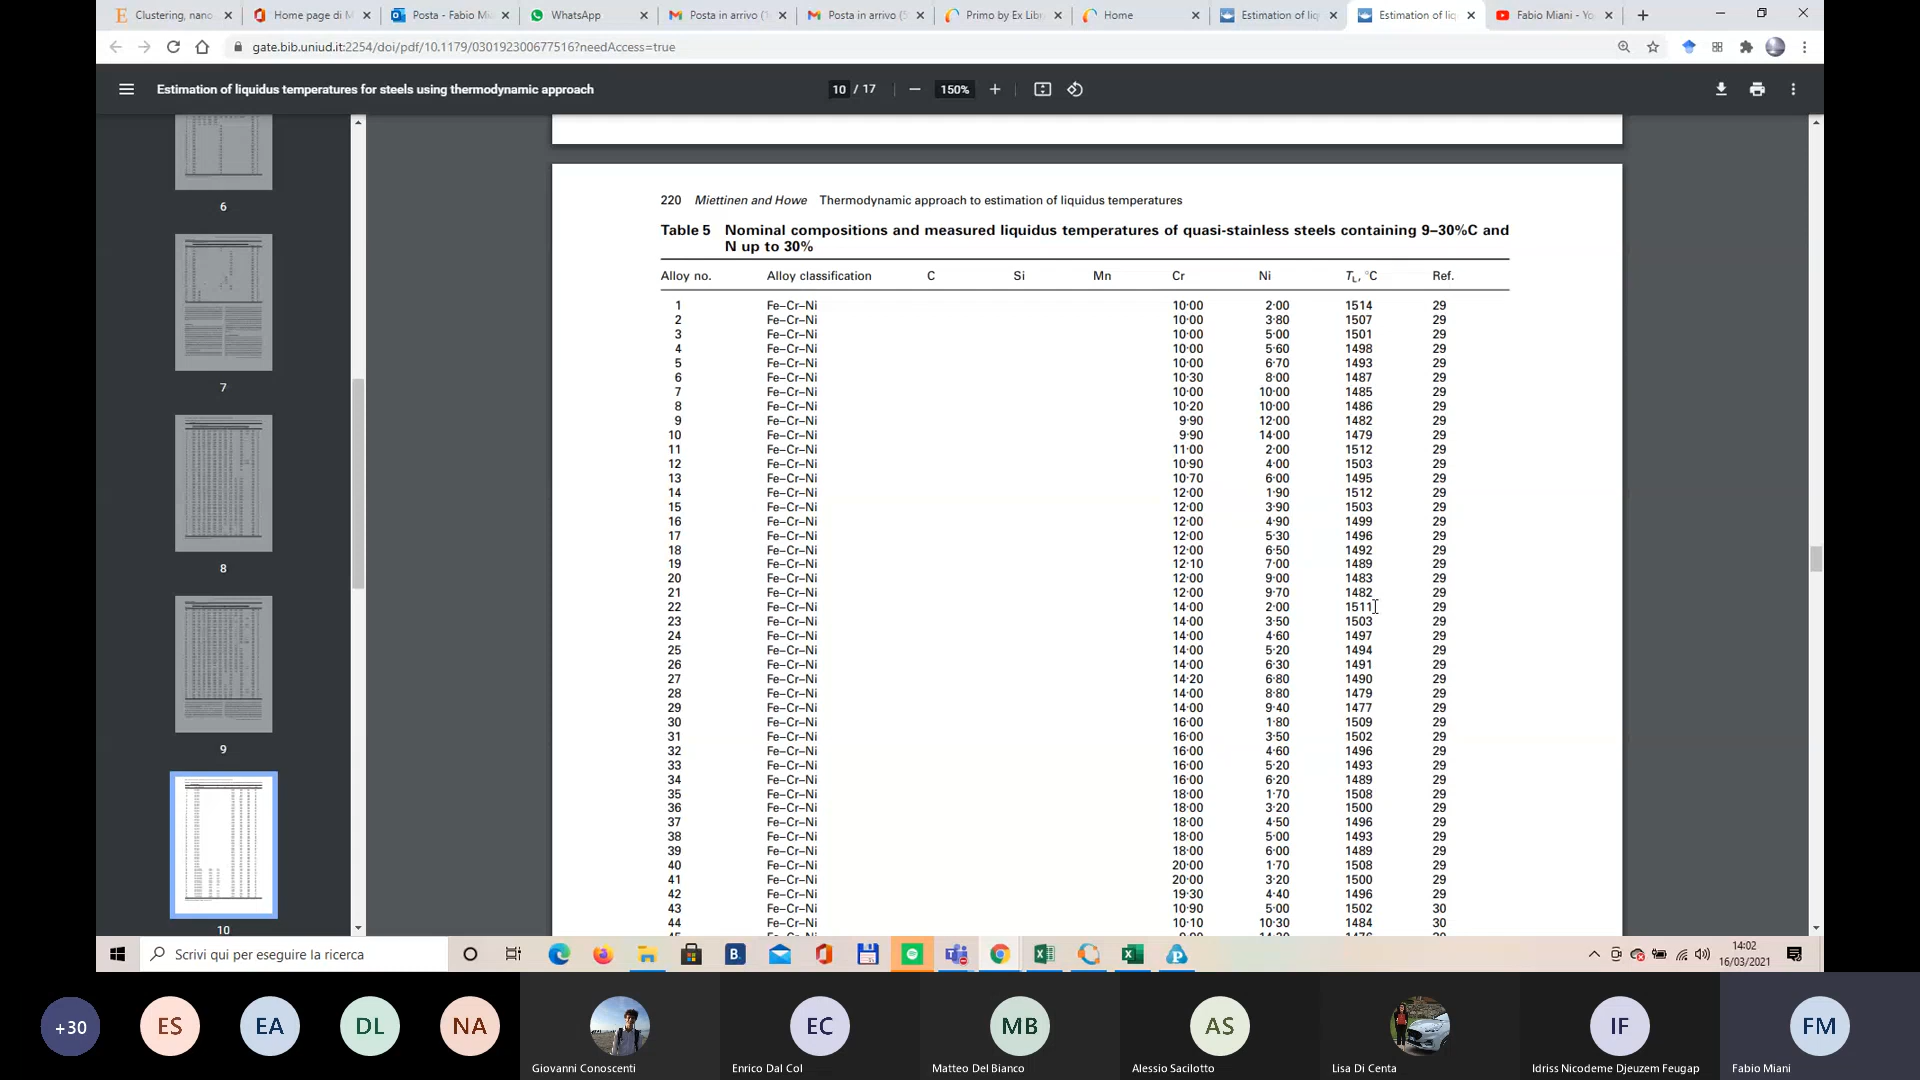 Clustering, nano
Home page di M
Posta - Fabio Mi
WhatsApp
Posta in arrivo (
Posta in arrivo (
Primo by Ex Libr
Home
Estimation of liq
Estimation of liq
Fabio Miani - Yo
gate.bib.uniud.it:2254/doi/pdf/10.1179/030192300677516?needAccess=true
Estimation of liquidus temperatures for steels using thermodynamic approach
10 / 17
150%
6
7
8
9
10
220 Miettinen and Howe Thermodynamic approach to estimation of liquidus temperatures
Table 5 Nominal compositions and measured liquidus temperatures of quasi-stainless steels containing 9–30%C and
N up to 30%
Alloy no. Alloy classification C Si Mn Cr Ni TL, °C Ref.
1 Fe–Cr–Ni 10·00 2·00 1514 29
2 Fe–Cr–Ni 10·00 3·80 1507 29
3 Fe–Cr–Ni 10·00 5·00 1501 29
4 Fe–Cr–Ni 10·00 5·60 1498 29
5 Fe–Cr–Ni 10·00 6·70 1493 29
6 Fe–Cr–Ni 10·30 8·00 1487 29
7 Fe–Cr–Ni 10·00 10·00 1485 29
8 Fe–Cr–Ni 10·20 10·00 1486 29
9 Fe–Cr–Ni 9·90 12·00 1482 29
10 Fe–Cr–Ni 9·90 14·00 1479 29
11 Fe–Cr–Ni 11·00 2·00 1512 29
12 Fe–Cr–Ni 10·90 4·00 1503 29
13 Fe–Cr–Ni 10·70 6·00 1495 29
14 Fe–Cr–Ni 12·00 1·90 1512 29
15 Fe–Cr–Ni 12·00 3·90 1503 29
16 Fe–Cr–Ni 12·00 4·90 1499 29
17 Fe–Cr–Ni 12·00 5·30 1496 29
18 Fe–Cr–Ni 12·00 6·50 1492 29
19 Fe–Cr–Ni 12·10 7·00 1489 29
20 Fe–Cr–Ni 12·00 9·00 1483 29
21 Fe–Cr–Ni 12·00 9·70 1482 29
22 Fe–Cr–Ni 14·00 2·00 1511 29
23 Fe–Cr–Ni 14·00 3·50 1503 29
24 Fe–Cr–Ni 14·00 4·60 1497 29
25 Fe–Cr–Ni 14·00 5·20 1494 29
26 Fe–Cr–Ni 14·00 6·30 1491 29
27 Fe–Cr–Ni 14·20 6·80 1490 29
28 Fe–Cr–Ni 14·00 8·80 1479 29
29 Fe–Cr–Ni 14·00 9·40 1477 29
30 Fe–Cr–Ni 16·00 1·80 1509 29
31 Fe–Cr–Ni 16·00 3·50 1502 29
32 Fe–Cr–Ni 16·00 4·60 1496 29
33 Fe–Cr–Ni 16·00 5·20 1493 29
34 Fe–Cr–Ni 16·00 6·20 1489 29
35 Fe–Cr–Ni 18·00 1·70 1508 29
36 Fe–Cr–Ni 18·00 3·20 1500 29
37 Fe–Cr–Ni 18·00 4·50 1496 29
38 Fe–Cr–Ni 18·00 5·00 1493 29
39 Fe–Cr–Ni 18·00 6·00 1489 29
40 Fe–Cr–Ni 20·00 1·70 1508 29
41 Fe–Cr–Ni 20·00 3·20 1500 29
42 Fe–Cr–Ni 19·30 4·40 1496 29
43 Fe–Cr–Ni 10·90 5·00 1502 30
44 Fe–Cr–Ni 10·10 10·30 1484 30
Scrivi qui per eseguire la ricerca
B.
14:02
16/03/2021
+30
ES
EA
DL
NA
EC
MB
AS
IF
FM
Giovanni Conoscenti
Enrico Dal Col
Matteo Del Bianco
Alessio Sacilotto
Lisa Di Centa
Idriss Nicodeme Djeuzem Feugap
Fabio Miani